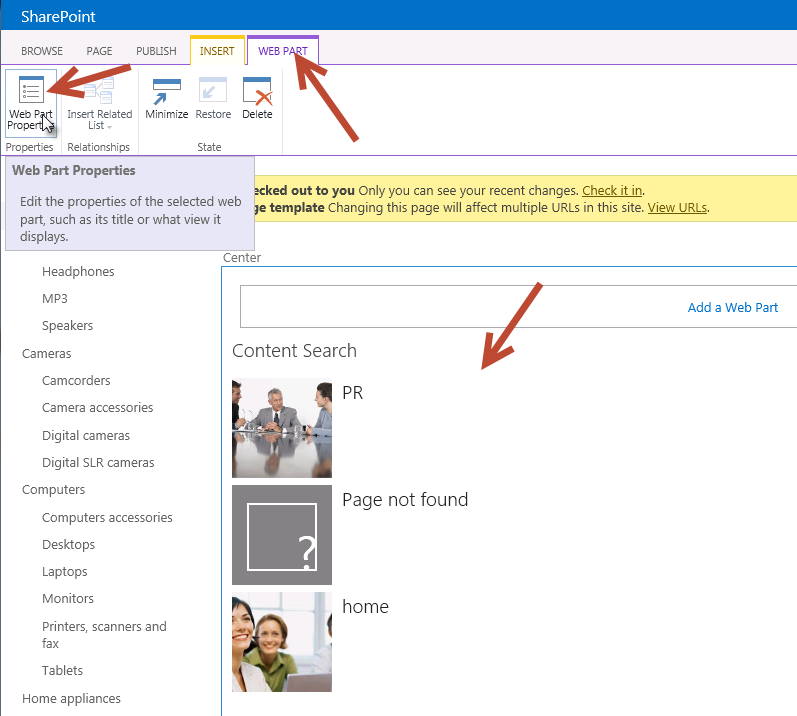 SharePoint
BROWSE PAGE PUBLISH INSERT WEB PART
Web Part
Properties
Insert Related
List
Minimize
Restore
Delete
Properties Relationships State
Web Part Properties
Edit the properties of the selected web
part, such as its title or what view it
displays.
ecked out to you Only you can see your recent changes. Check it in.
ge template Changing this page will affect multiple URLs in this site. View URLs.
Headphones
MP3
Speakers
Cameras
Camcorders
Camera accessories
Digital cameras
Digital SLR cameras
Computers
Computers accessories
Desktops
Laptops
Monitors
Printers, scanners and
fax
Tablets
Home appliances
Center
Add a Web Part
Content Search
PR
?
Page not found
home